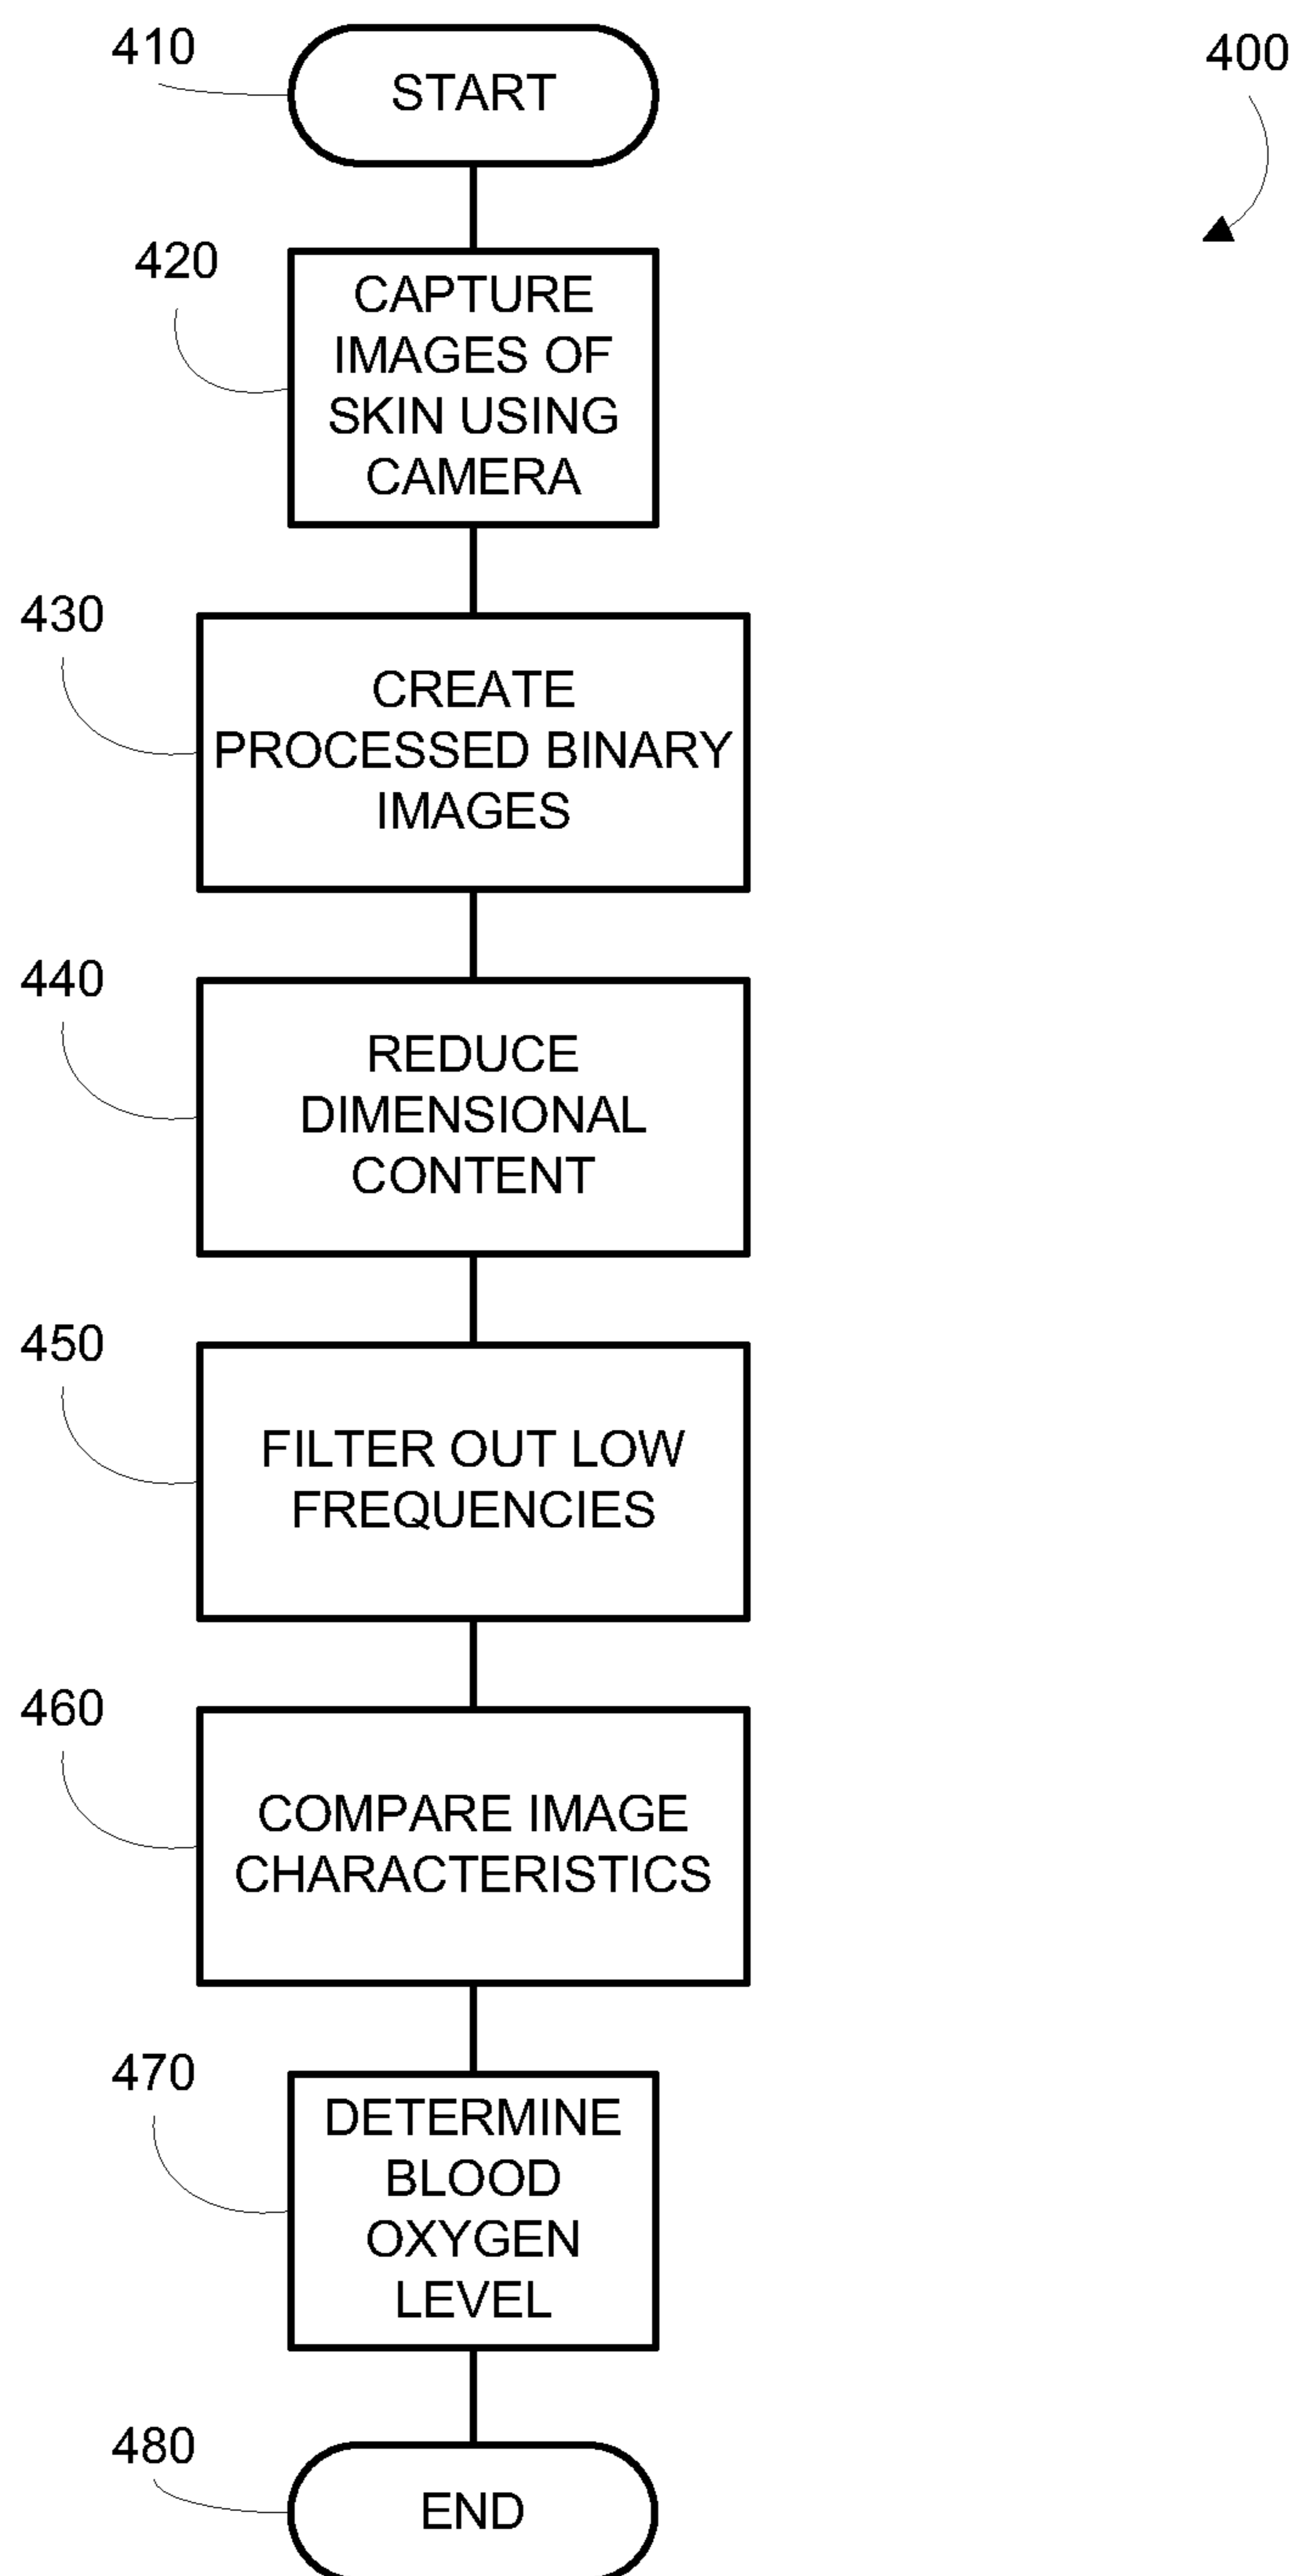 410
START
400
420
CAPTURE
IMAGES OF
SKIN USING
CAMERA
430
CREATE
PROCESSED BINARY
IMAGES
440
REDUCE
DIMENSIONAL
CONTENT
450
FILTER OUT LOW
FREQUENCIES
460
COMPARE IMAGE
CHARACTERISTICS
470
DETERMINE
BLOOD
OXYGEN
LEVEL
480
END